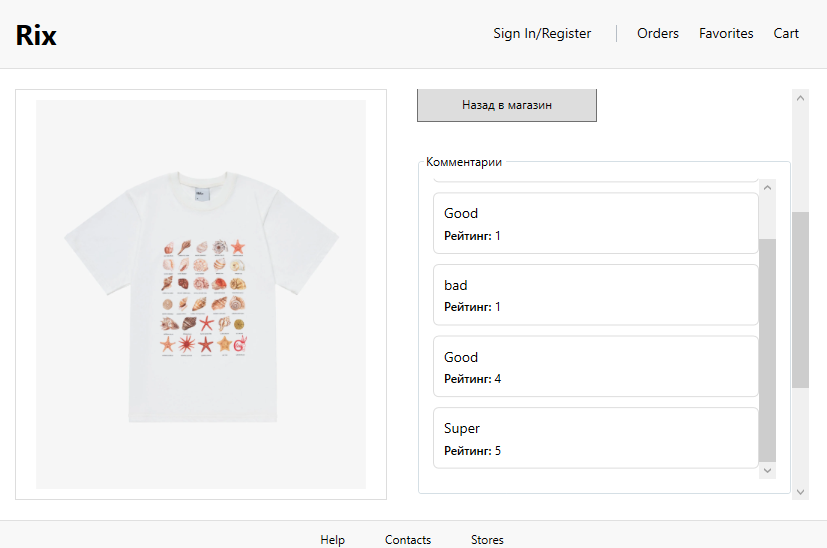 Rix
Sign In/Register
Orders
Favorites
Cart
Назад в магазин
Комментарии
Good
Рейтинг: 1
bad
Рейтинг: 1
Good
Рейтинг: 4
Super
Рейтинг: 5
Help
Contacts
Stores